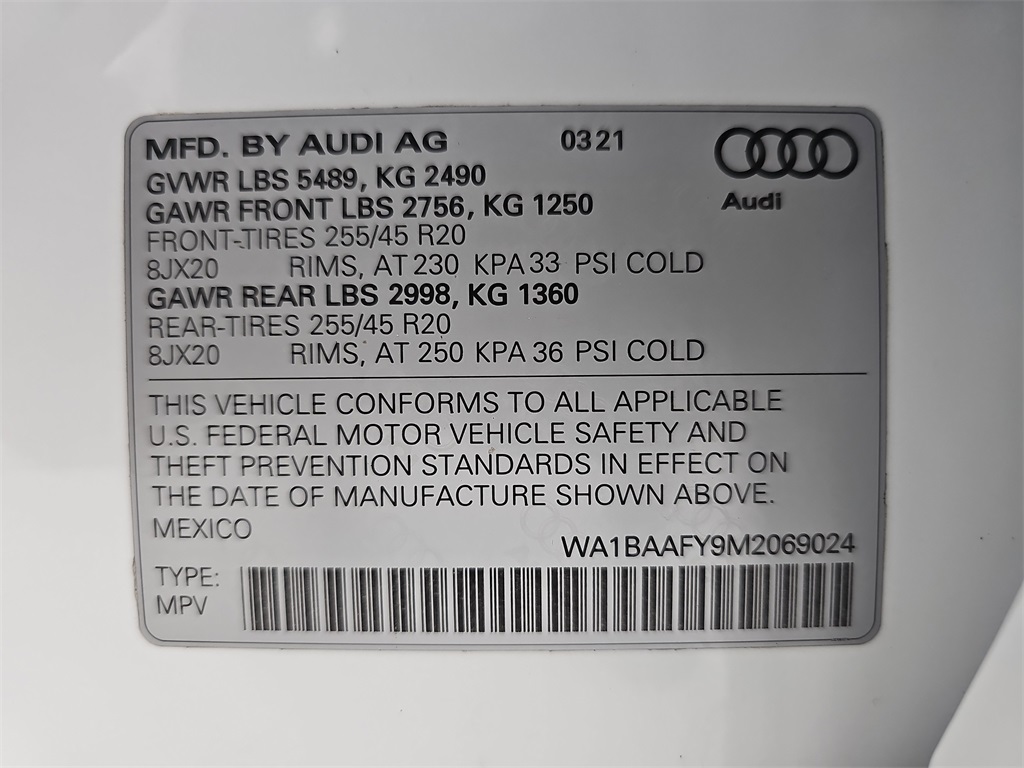 MFD. BY AUDI AG 0321
GVWR LBS 5489, KG 2490
GAWR FRONT LBS 2756, KG 1250
Audi
FRONT-TIRES 255/45 R20
8JX20 RIMS, AT 230 KPA 33 PSI COLD
GAWR REAR LBS 2998, KG 1360
REAR-TIRES 255/45 R20
8JX20 RIMS, AT 250 KPA 36 PSI COLD
THIS VEHICLE CONFORMS TO ALL APPLICABLE
U.S. FEDERAL MOTOR VEHICLE SAFETY AND
THEFT PREVENTION STANDARDS IN EFFECT ON
THE DATE OF MANUFACTURE SHOWN ABOVE.
MEXICO
WA1BAAFY9M2069024
TYPE:
MPV